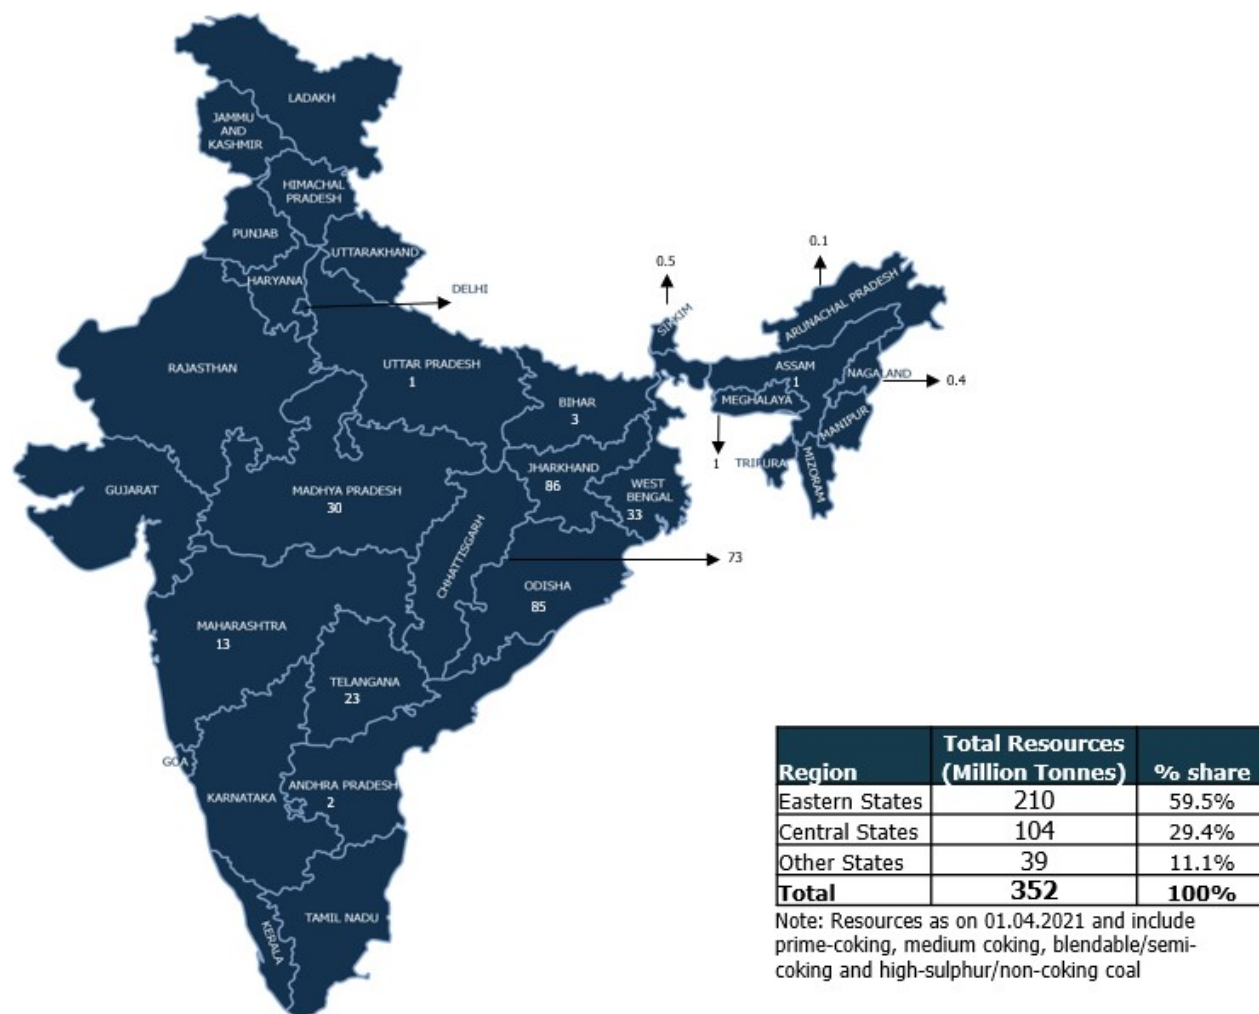 LADAKH
JAMMU
AND
KASHMIR
HIMACHAL
PRADESH
PUNJAB
UTTARAKHAND
HARYANA
DELHI
0.5
0.1
SIKKIM
ARUNACHAL PRADESH
RAJASTHAN
UTTAR PRADESH
1
ASSAM
1
NAGALAND
0.4
BIHAR
3
MEGHALAYA
1
MANIPUR
TRIPURA
MIZORAM
GUJARAT
MADHYA PRADESH
30
JHARKHAND
86
WEST
BENGAL
33
CHHATTISGARH
73
ODISHA
85
MAHARASHTRA
13
TELANGANA
23
GOA
KARNATAKA
ANDHRA PRADESH
2
KERALA
TAMIL NADU
Region Total Resources (Million Tonnes) % share
Eastern States 210 59.5%
Central States 104 29.4%
Other States 39 11.1%
Total 352 100%
Note: Resources as on 01.04.2021 and include
prime-coking, medium coking, blendable/semi-
coking and high-sulphur/non-coking coal